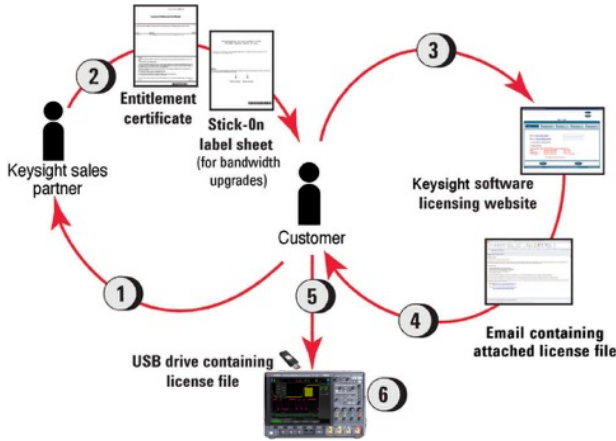 2
Entitlement
certificate
Stick-On
label sheet
(for bandwidth
upgrades)
3
Keysight sales
partner
Keysight software
licensing website
Customer
1
5
4
Email containing
attached license file
USB drive containing
license file
6